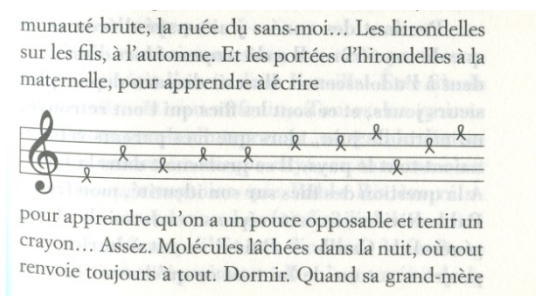 munauté brute, la nuée du sans-moi… Les hirondelles
sur les fils, à l'automne. Et les portées d'hirondelles à la
maternelle, pour apprendre a écrire
pour apprendre qu'on a un pouce opposable et tenir un
crayon… Assez. Molécules lâchées dans la nuit, où tout
renvoie toujours à tout. Dormir. Quand sa grand-mère